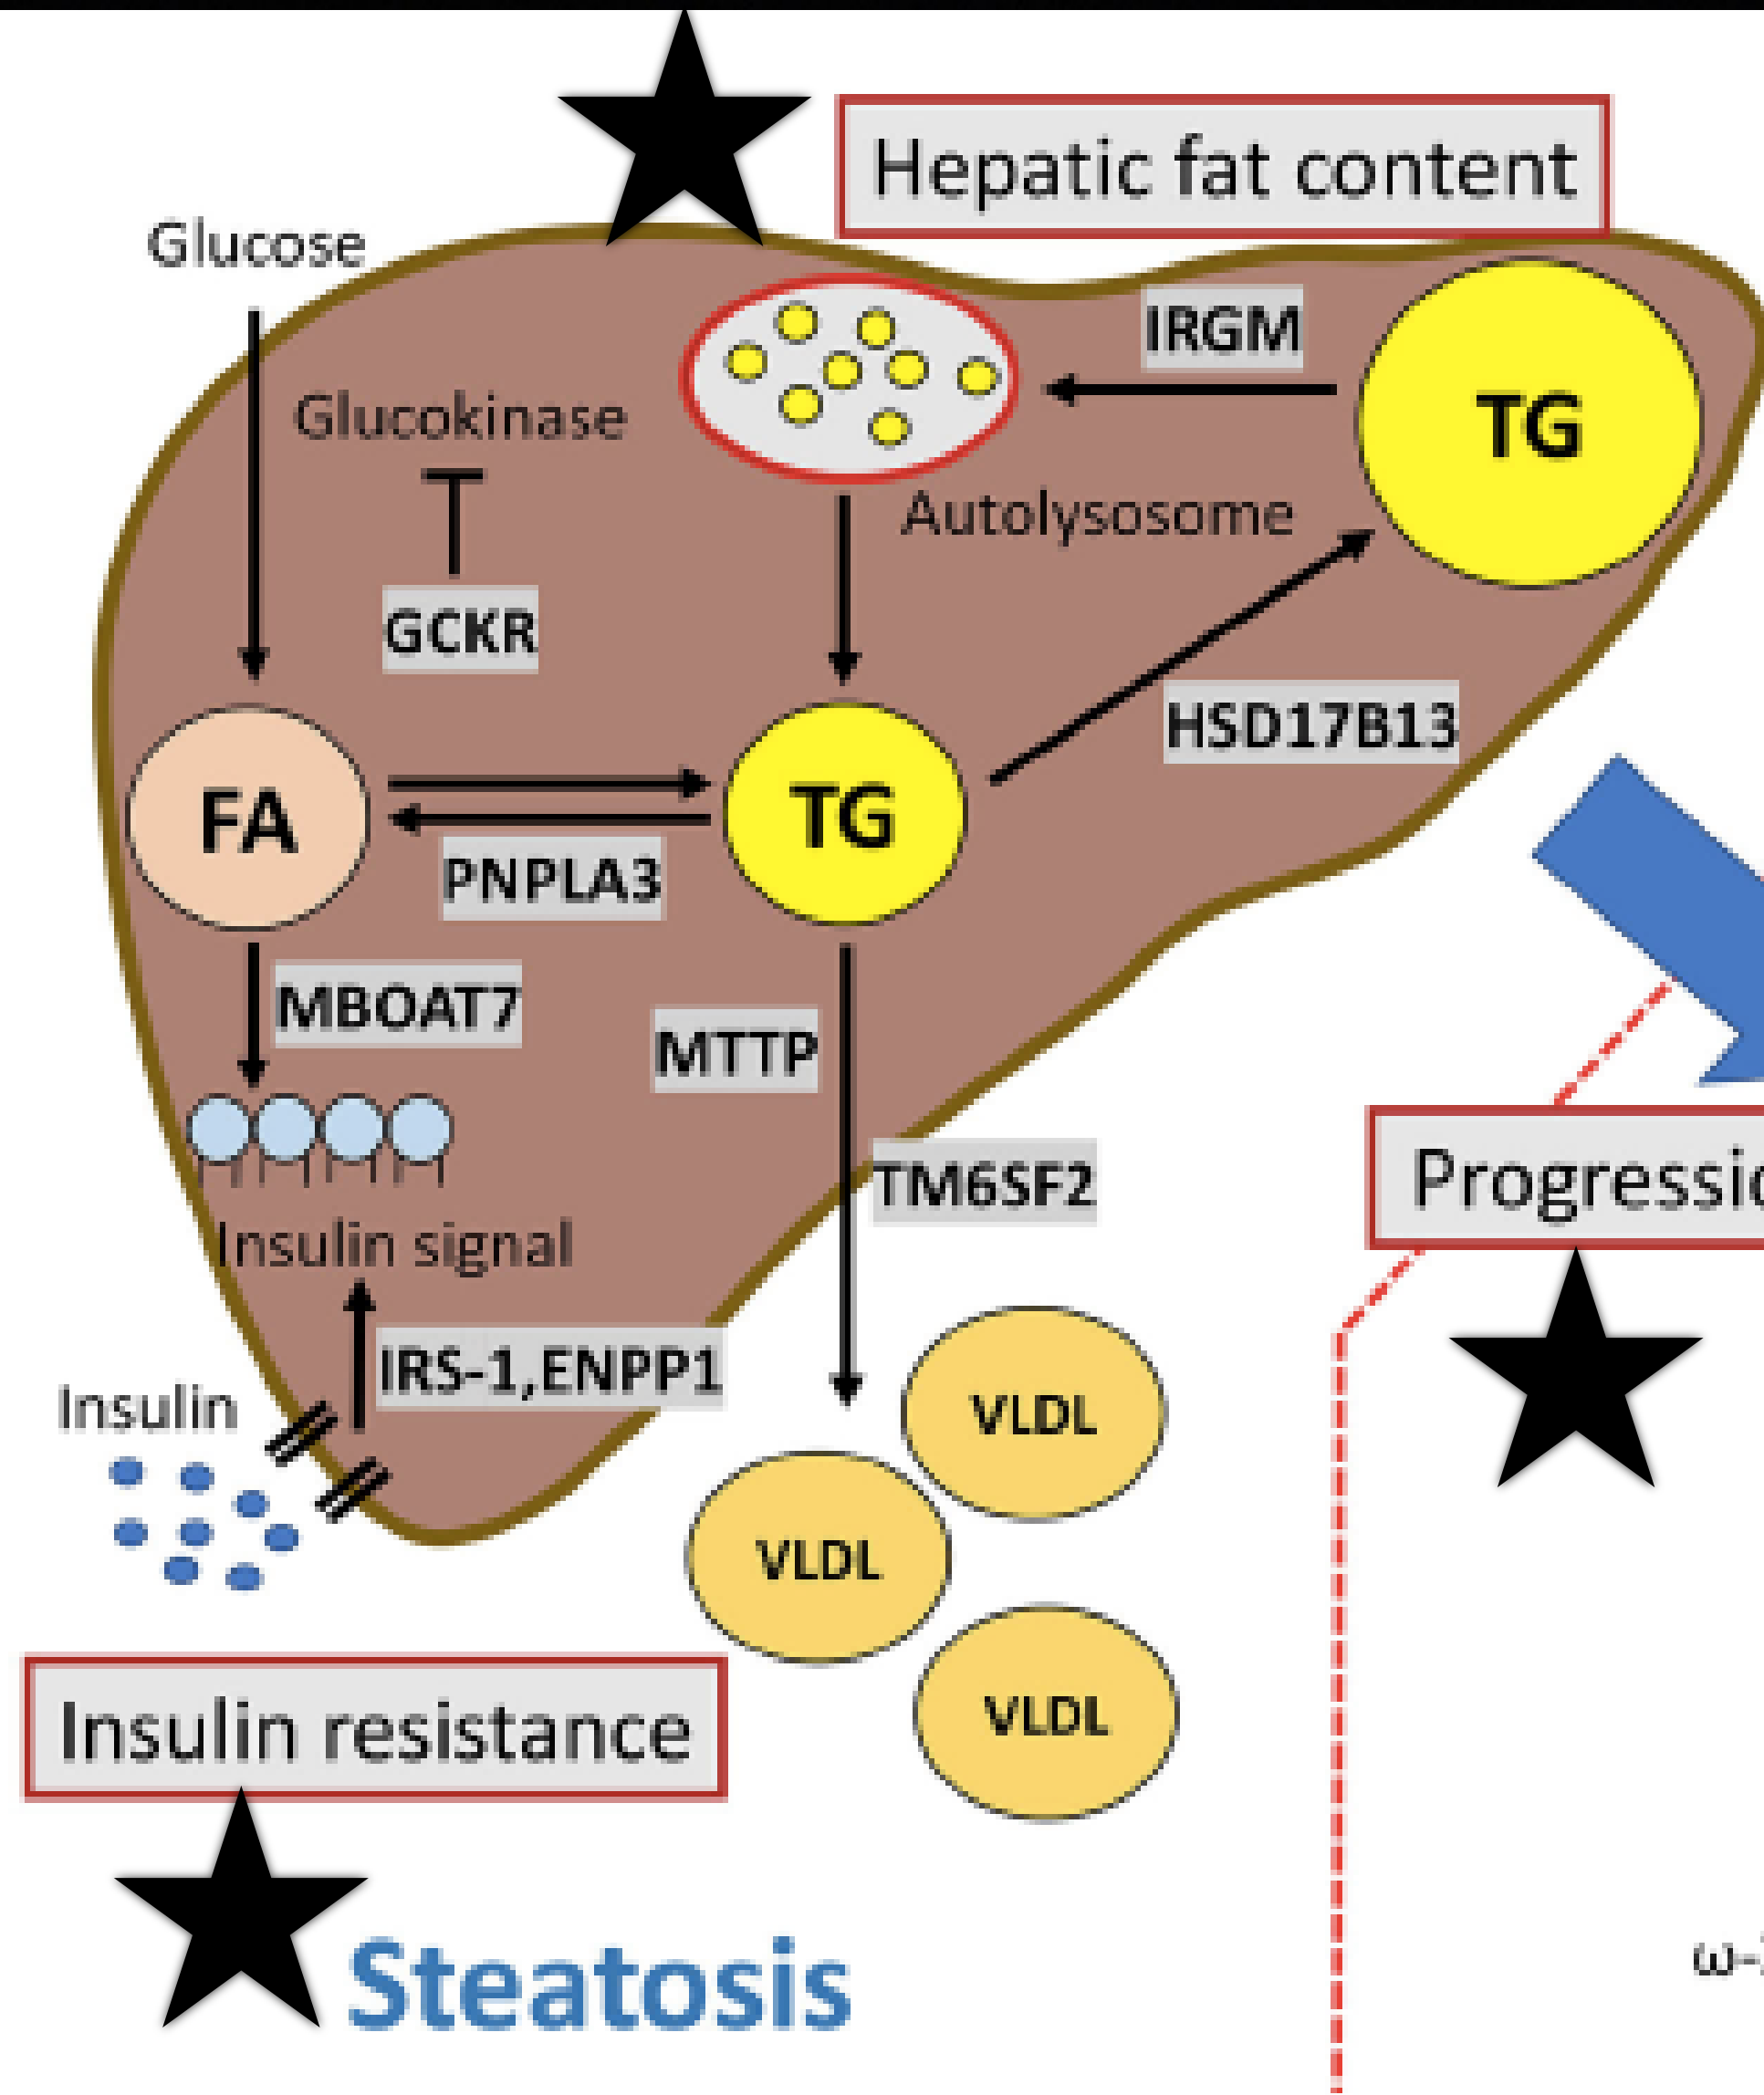 Hepatic fat content
Glucose
IRGM
TG
Glucokinase
Autolysosome
GCKR
HSD17B13
FA
TG
PNPLA3
MBOAT7
MTTP
TM6SF2
Insulin signal
IRS-1,ENPP1
Insulin
VLDL
VLDL
VLDL
Insulin resistance
Steatosis